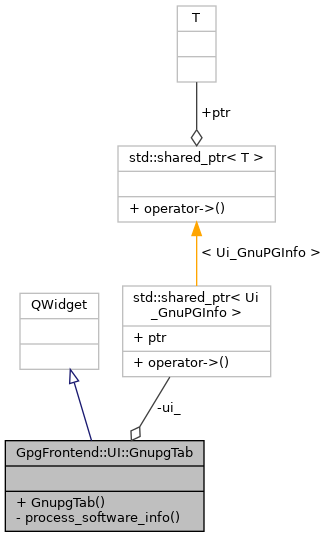 T
+ptr
std::shared_ptr< T >
+ operator->()
< Ui_GnuPGInfo >
std::shared_ptr< Ui
_GnuPGInfo >
+ ptr
+ operator->()
QWidget
-ui_
GpgFrontend::UI::GnupgTab
+ GnupgTab()
- process_software_info()